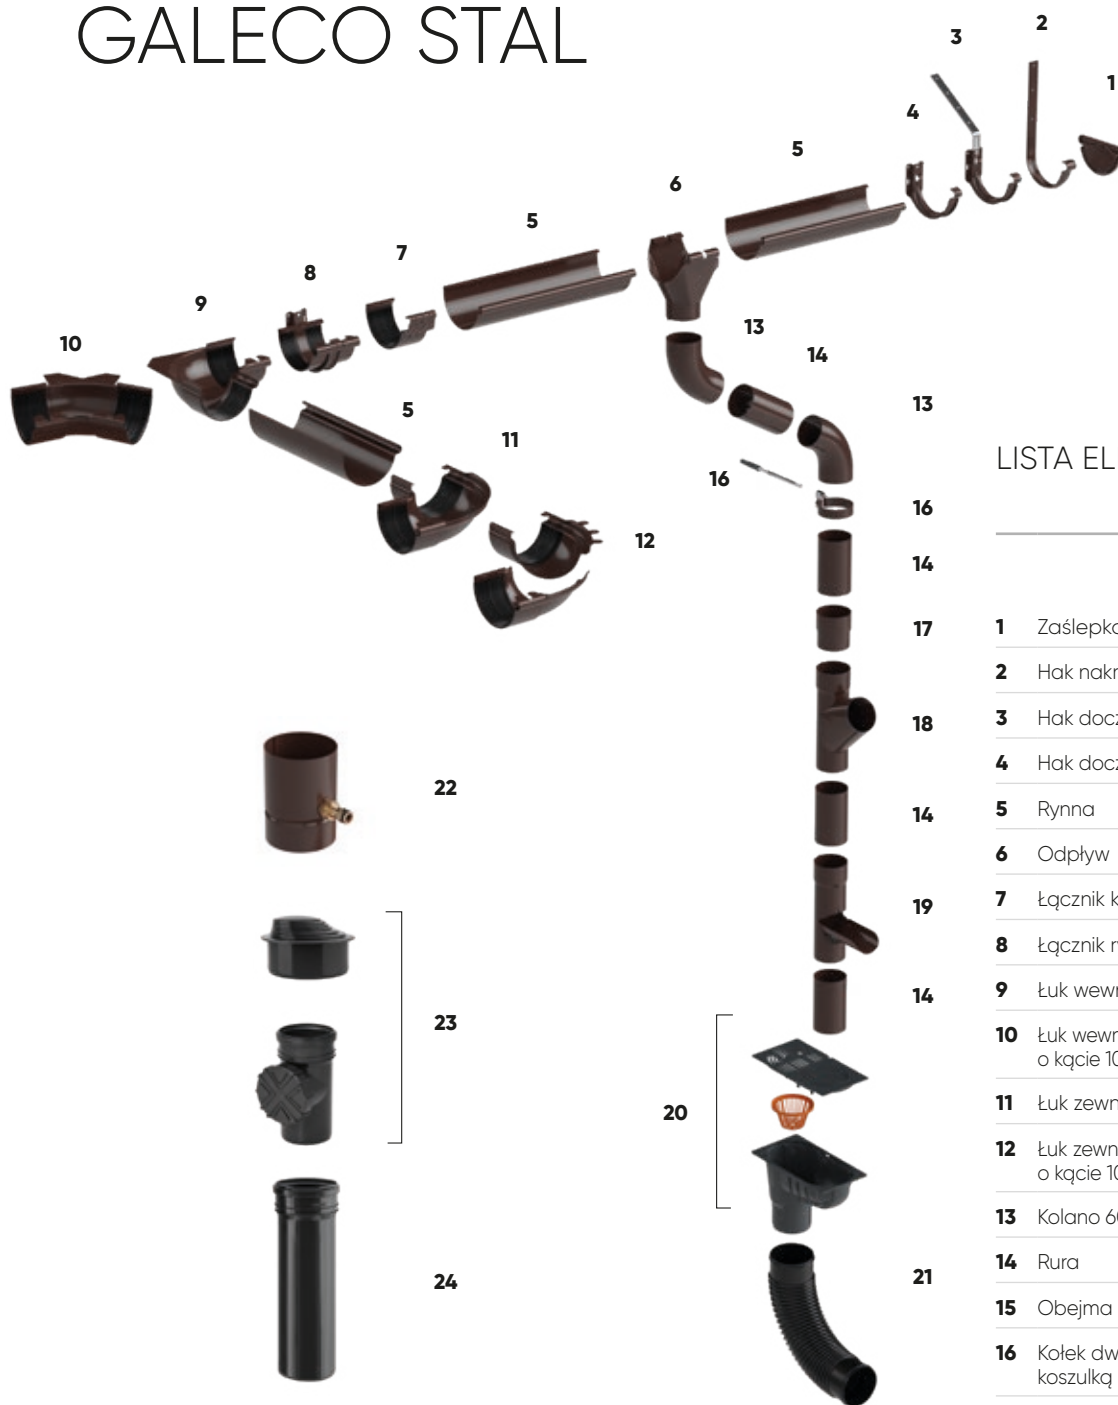 GALECO STAL
3
2
1
4
5
6
5
7
8
9
10
13
14
13
5
11
16
16
12
14
17
18
22
14
19
14
23
20
21
24
LISTA EL
1 Zaślepka
2 Hak nakr
3 Hak docz
4 Hak docz
5 Rynna
6 Odpływ
7 Łącznik k
8 Łącznik r
9 Łuk wewn
10 Łuk wewn
o kącie 10
11 Łuk zewn
12 Łuk zewn
o kącie 10
13 Kolano 6
14 Rura
15 Obejma
16 Kołek dw
koszulką